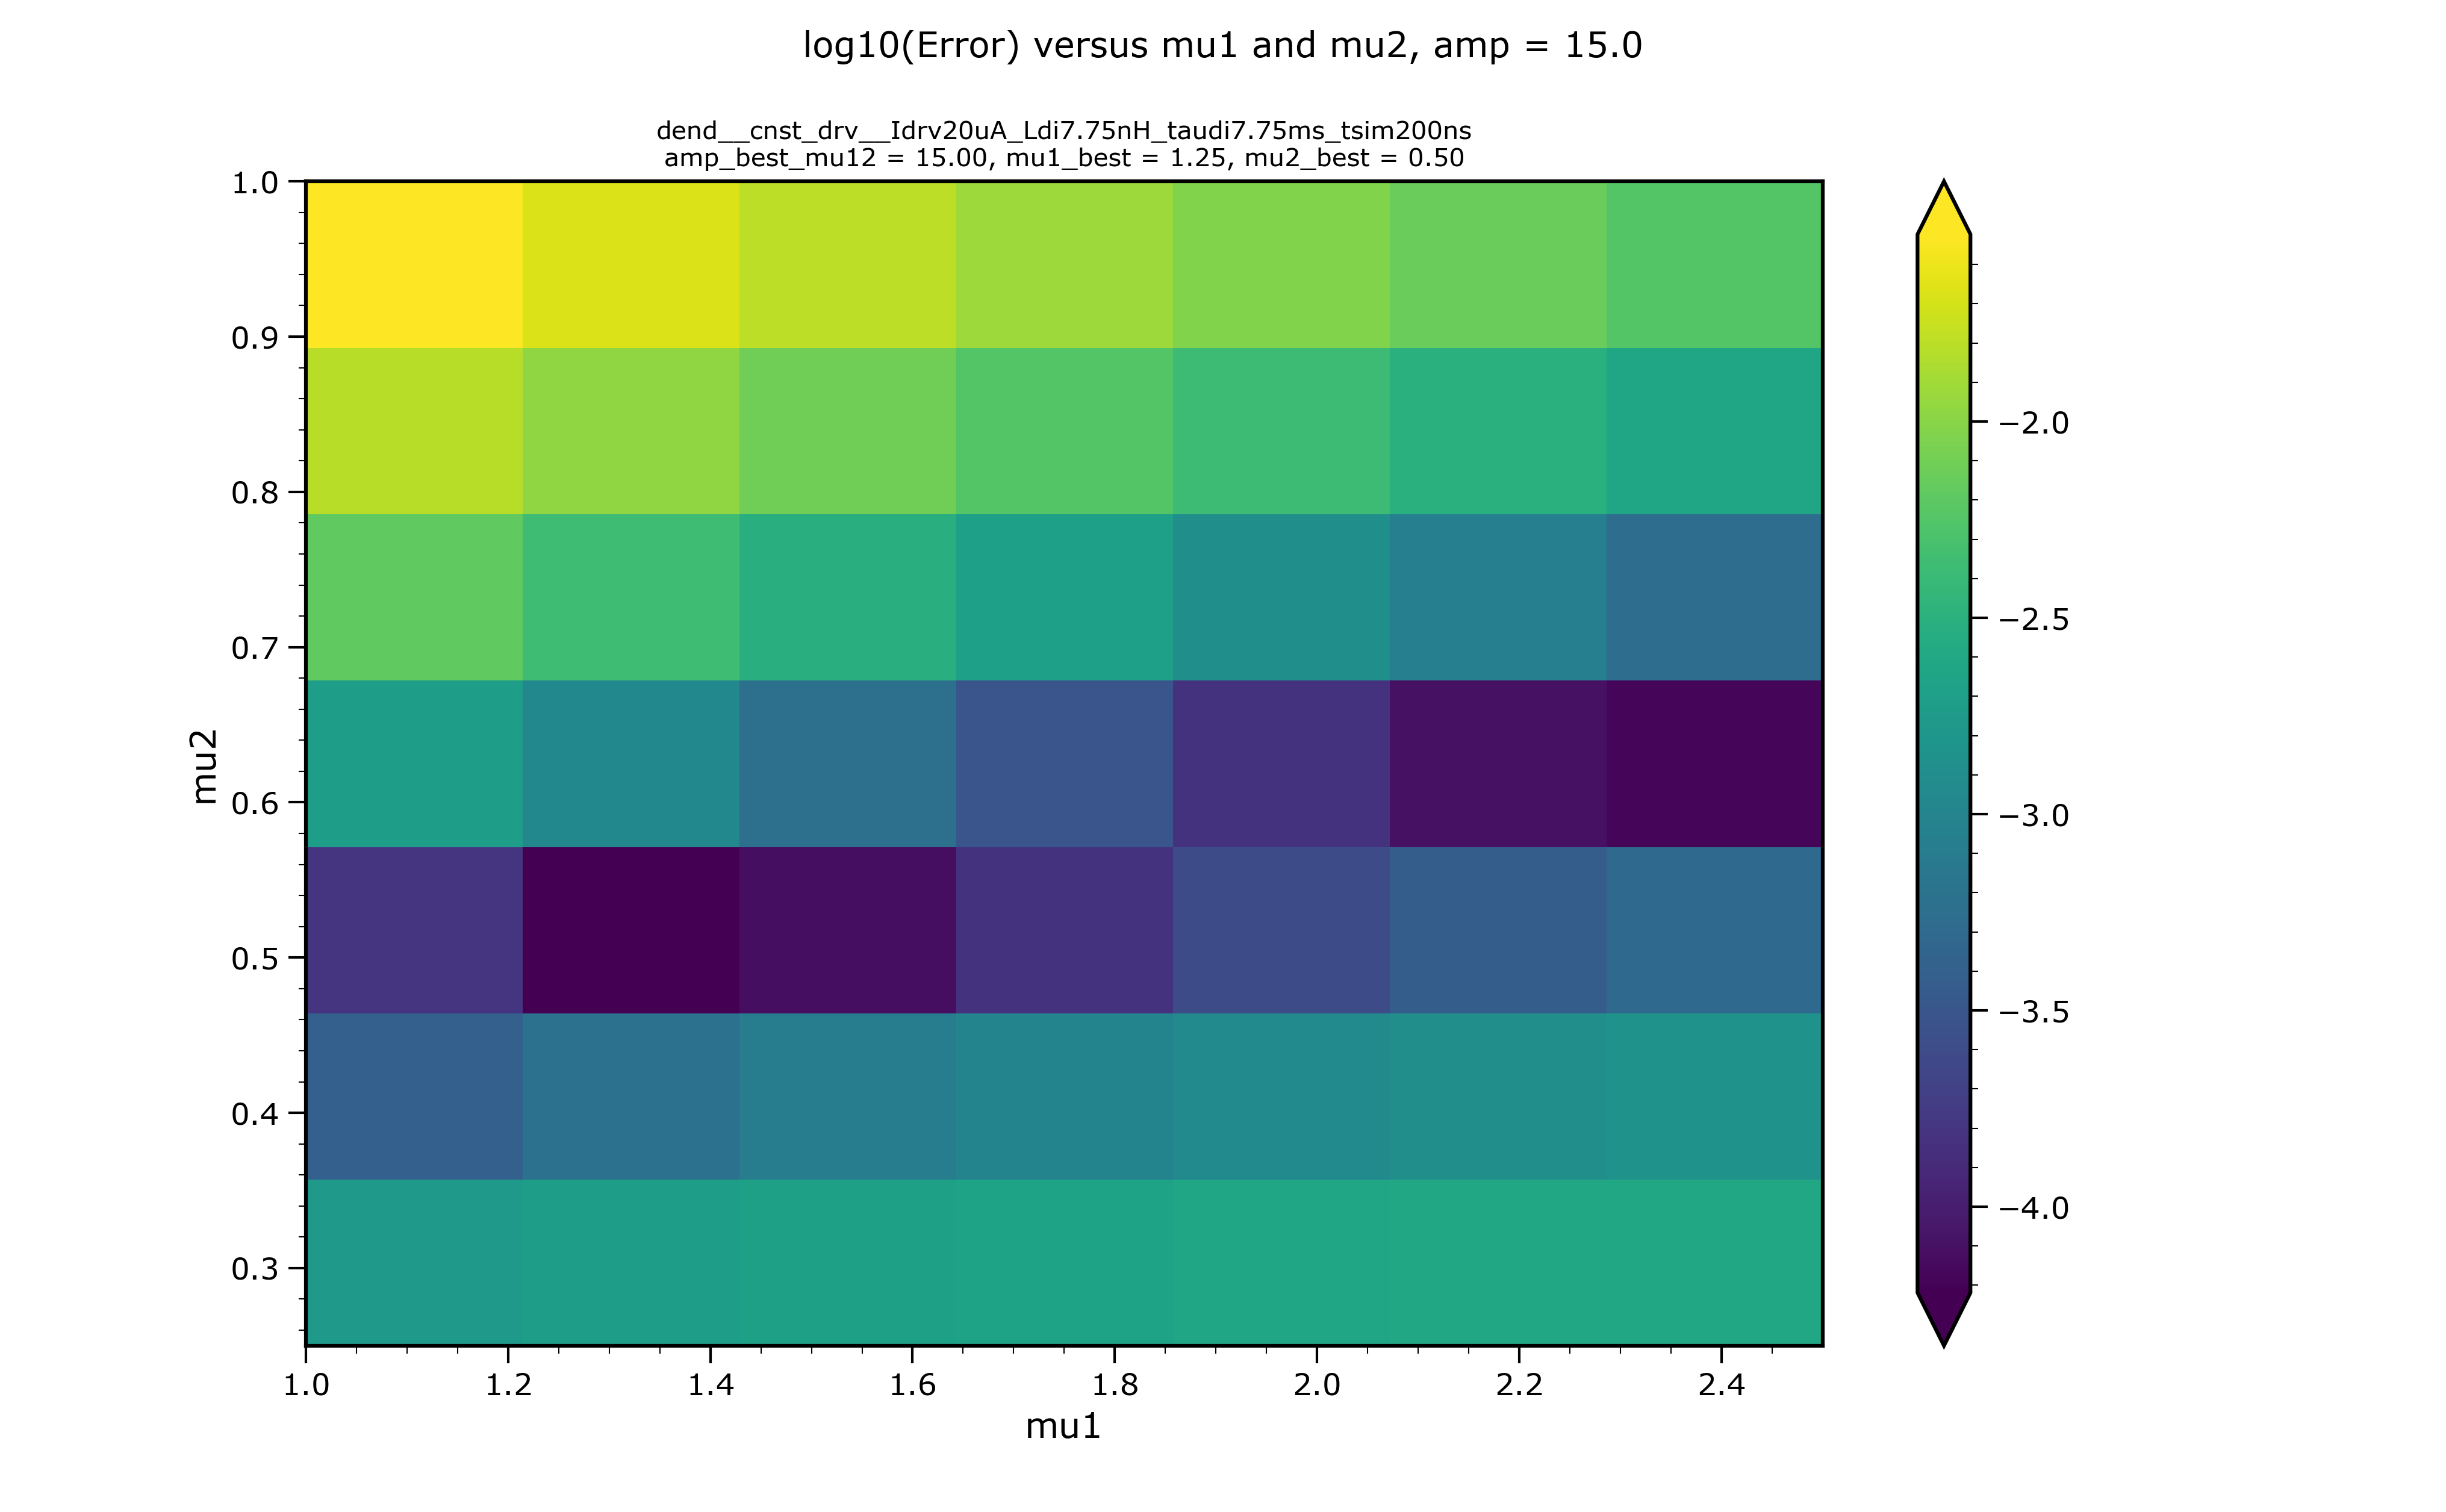 log10(Error) versus mu1 and mu2, amp = 15.0
dend__cnst_drv__Idrv20uA_Ldi7.75nH_taudi7.75ms_tsim200ns
amp_best_mu12 = 15.00, mu1_best = 1.25, mu2_best = 0.50
1.0
0.9
0.8
0.7
0.6
0.5
0.4
0.3
mu2
1.0 1.2 1.4 1.6 1.8 2.0 2.2 2.4
mu1
−2.0
−2.5
−3.0
−3.5
−4.0